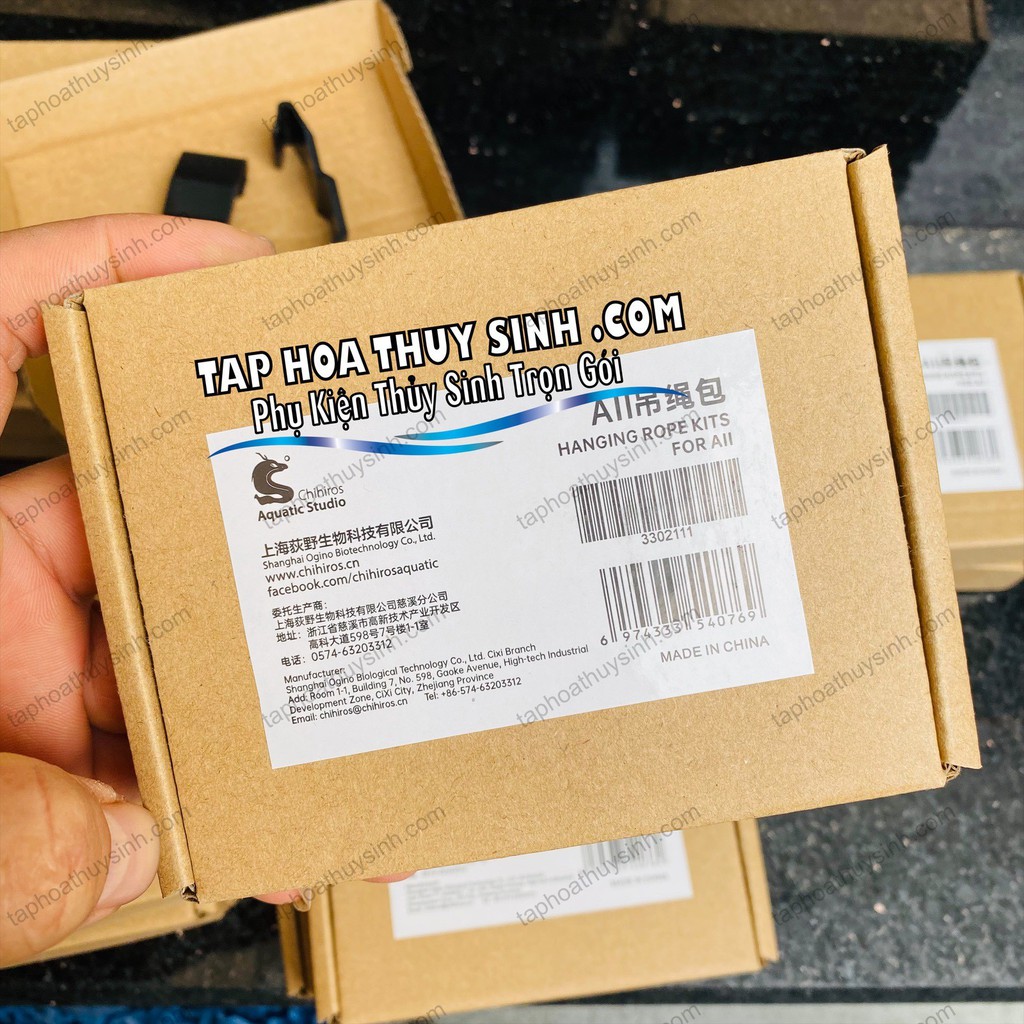 TAP HOA THUY SINH .COM
Phụ Kiện Thủy Sinh Trọn Gói
AII吊绳包
HANGING ROPE KITS
FOR AII
3302111
6 974333 540769
MADE IN CHINA
Chihiros
Aquatic Studio
上海荻野生物科技有限公司
Shanghai Ogino Biotechnology Co., Ltd.
www.chihiros.cn
facebook.com/chihirosaquatic
委托生产商：
上海荻野生物科技有限公司慈溪分公司
地址：浙江省慈溪市高新技术产业开发区
高科大道598号7号楼1-1室
电话：0574-63203312
Manufacturer:
Shanghai Ogino Biological Technology Co., Ltd. Cixi Branch
Add: Room 1-1, Building 7, No. 598, Gaoke Avenue, High-tech Industrial
Development Zone, CiXi City, Zhejiang Province
Email: chihiros@chihiros.cn Tel: +86-574-63203312
taphoathuysinh.com